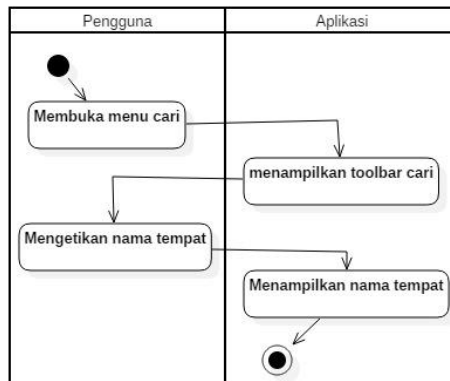 Pengguna
Aplikasi
Membuka menu cari
menampilkan toolbar cari
Mengetikan nama tempat
Menampilkan nama tempat